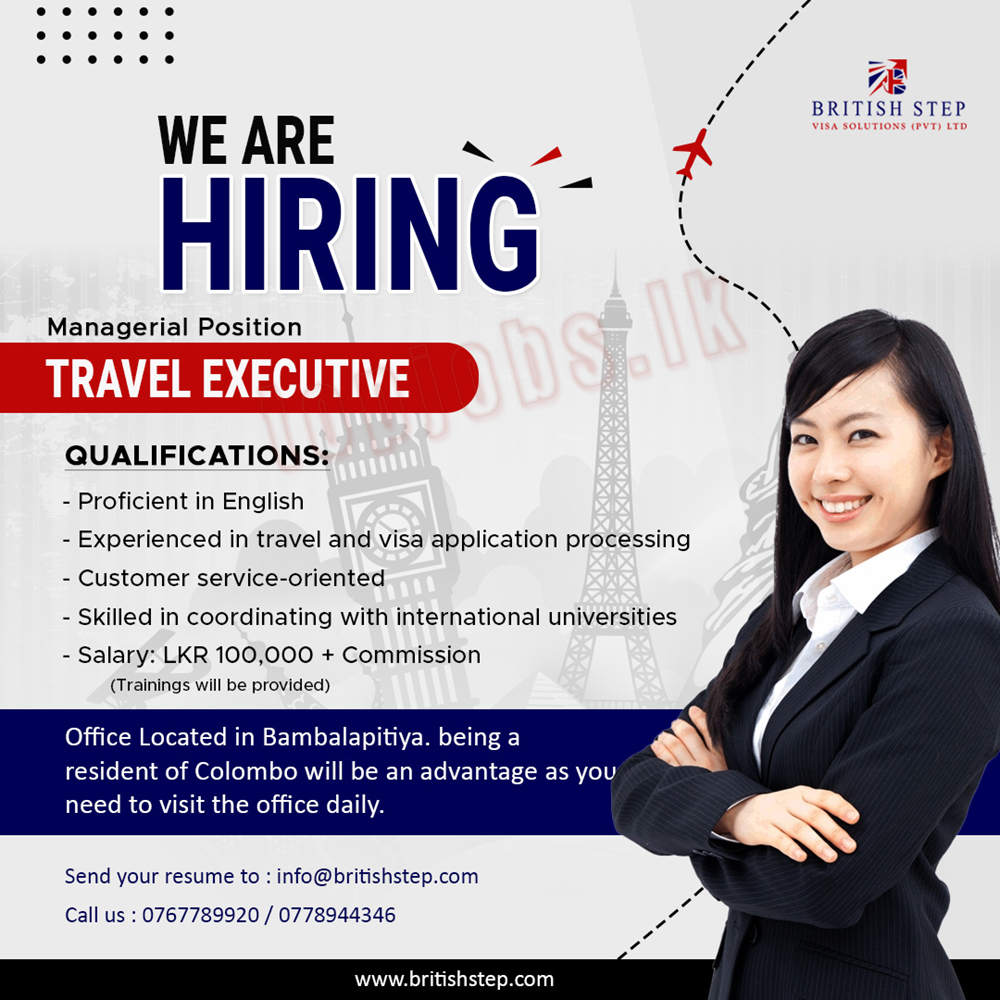 BRITISH STEP
VISA SOLUTIONS (PVT) LTD
WE ARE
HIRING
Managerial Position
TRAVEL EXECUTIVE
QUALIFICATIONS:
- Proficient in English
- Experienced in travel and visa application processing
- Customer service-oriented
- Skilled in coordinating with international universities
- Salary: LKR 100,000 + Commission
(Trainings will be provided)
Office Located in Bambalapitiya. being a
resident of Colombo will be an advantage as you
need to visit the office daily.
Send your resume to : info@britishstep.com
Call us : 0767789920 / 0778944346
www.britishstep.com